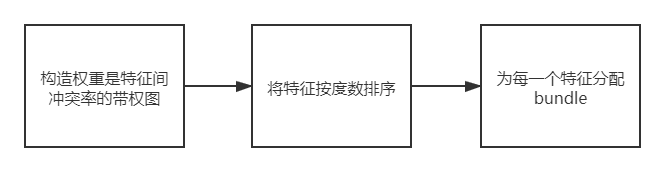 构造权重是特征间
冲突率的带权图
将特征按度数排序
为每一个特征分配
bundle